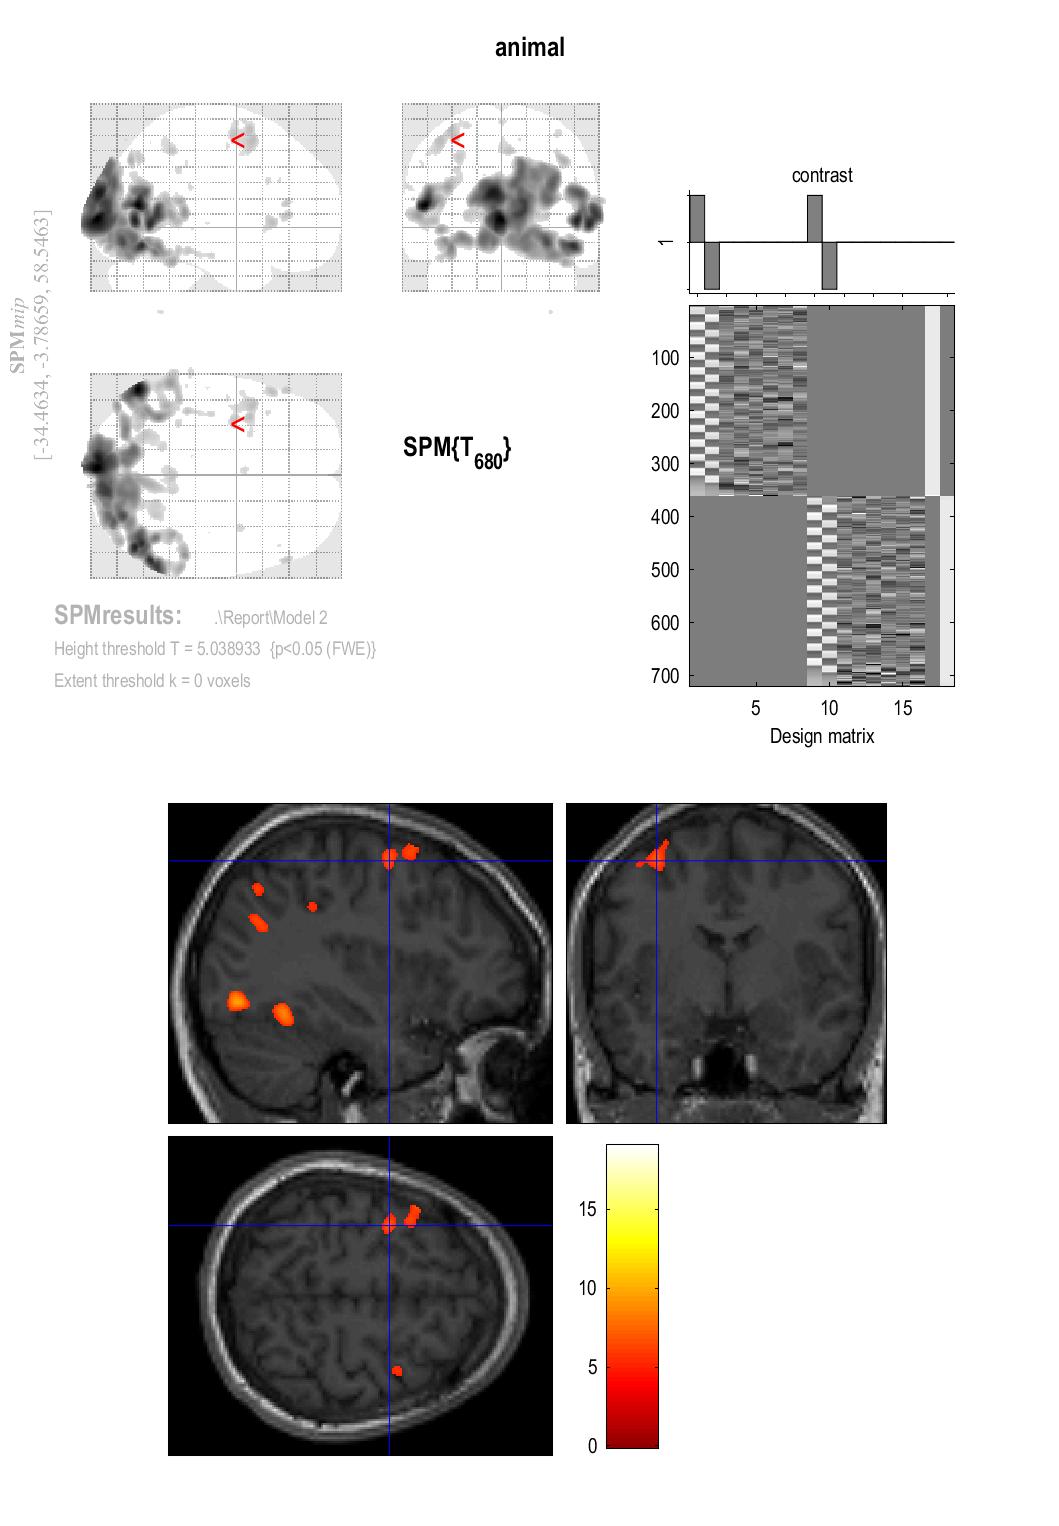 animal
SPMmip
[-34.4634, -3.78659, 58.5463]
<
<
<
SPM{T680}
SPMresults: .\Report\Model 2
Height threshold T = 5.038933 {p<0.05 (FWE)}
Extent threshold k = 0 voxels
contrast
1
100
200
300
400
500
600
700
5 10 15
Design matrix
15
10
5
0